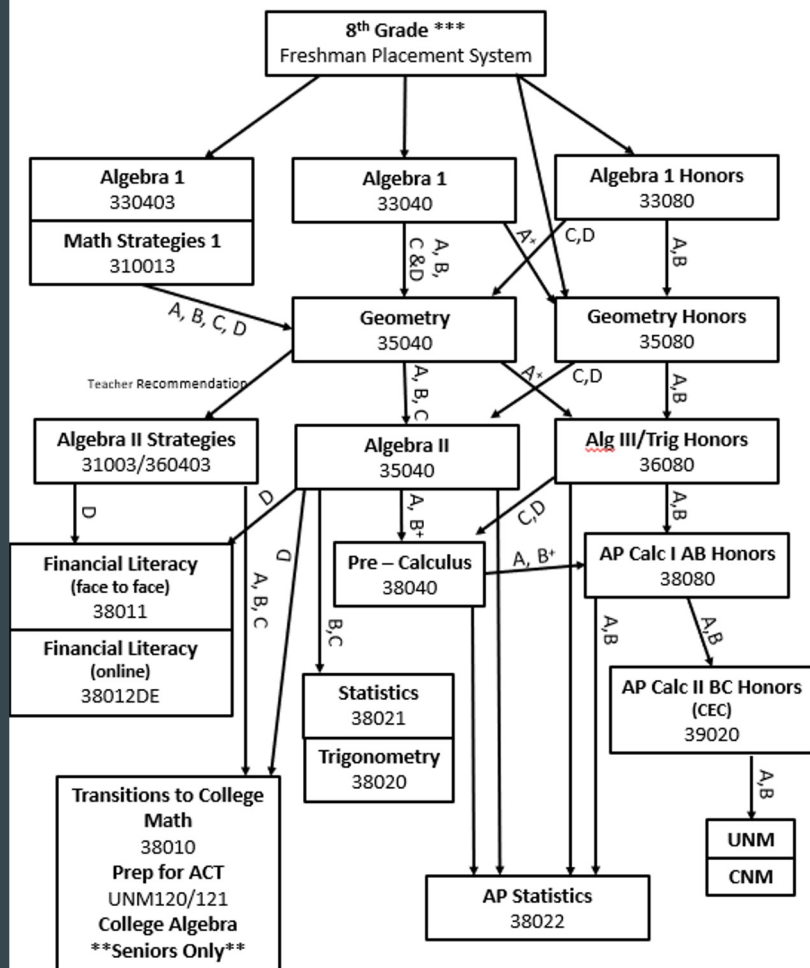 8th Grade ***
Freshman Placement System
Algebra 1
330403
Math Strategies 1
310013
Algebra 1
33040
Algebra 1 Honors
33080
A, B,
C &D
A+
C,D
A,B
A, B, C, D
Geometry
35040
Geometry Honors
35080
Teacher Recommendation
A, B, C
A+
C,D
A,B
Algebra II Strategies
31003/360403
Algebra II
35040
Alg III/Trig Honors
36080
D
D
D
A, B+
C,D
A,B
Financial Literacy
(face to face)
38011
Financial Literacy
(online)
38012DE
A, B, C
B,C
Pre – Calculus
38040
A, B+
AP Calc I AB Honors
38080
A,B
A,B
Statistics
38021
Trigonometry
38020
AP Calc II BC Honors
(CEC)
39020
A,B
UNM
CNM
Transitions to College
Math
38010
Prep for ACT
UNM120/121
College Algebra
**Seniors Only**
AP Statistics
38022